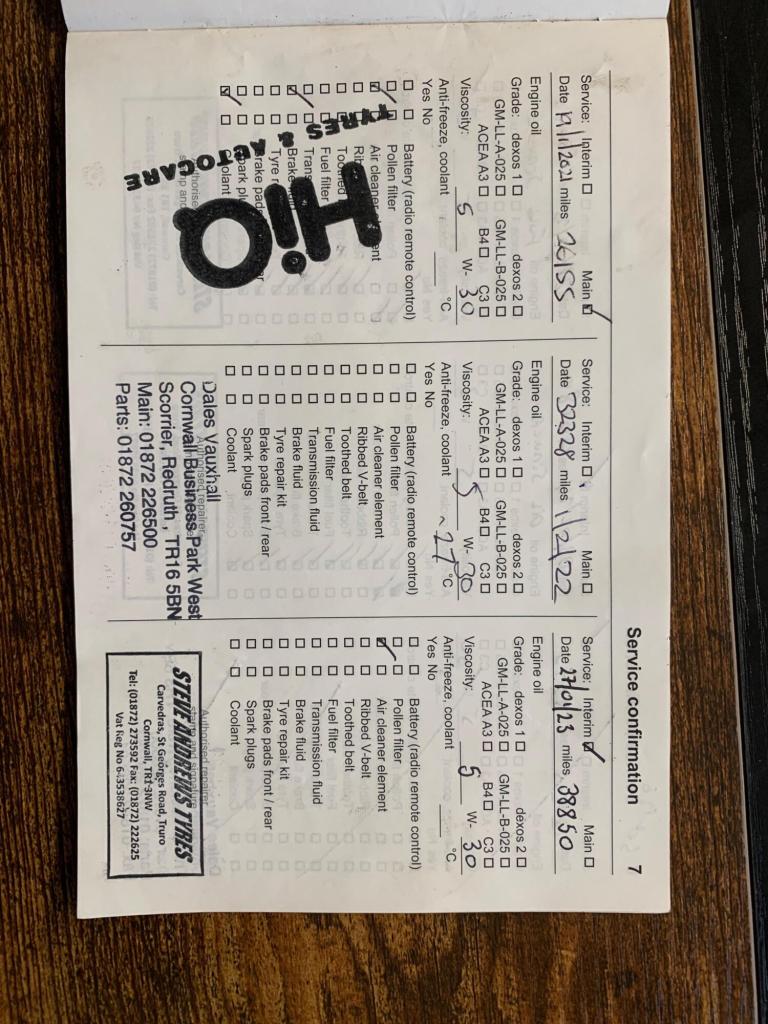 Service confirmation 7
Service: Interim ☐ Main ☑
Date 19/1/2021 miles 26155
Engine oil
Grade: dexos 1 ☐ dexos 2 ☐
GM-LL-A-025 ☐ GM-LL-B-025 ☐
ACEA A3 ☐ B4 ☐ C3 ☐
Viscosity: 5 W- 30
Anti-freeze, coolant °C
Yes No
☐ ☐ Battery (radio remote control)
☑ ☐ Pollen filter
☑ ☐ Air cleaner element
☐ ☐
☐ ☐
☐ ☐ Fuel filter
☐ ☐
☑ ☐
☐ ☐
☐ ☐
☐ ☐
☑ ☐
HiQ
TYRES & AUTOCARE
Service: Interim ☐ Main ☐
Date 32328 miles 1/2/22
Engine oil
Grade: dexos 1 ☐ dexos 2 ☐
GM-LL-A-025 ☐ GM-LL-B-025 ☐
ACEA A3 ☐ B4 ☐ C3 ☐
Viscosity: 5 W- 30
Anti-freeze, coolant ~27 °C
Yes No
☐ ☐ Battery (radio remote control)
☐ ☐ Pollen filter
☐ ☐ Air cleaner element
☐ ☐ Ribbed V-belt
☐ ☐ Toothed belt
☐ ☐ Fuel filter
☐ ☐ Transmission fluid
☐ ☐ Brake fluid
☐ ☐ Tyre repair kit
☐ ☐ Brake pads front / rear
☐ ☐ Spark plugs
☐ ☐ Coolant
Authorised repairer
Dales Vauxhall
Cornwall Business Park West
Scorrier, Redruth , TR16 5BN
Main: 01872 226500
Parts: 01872 260757
Service: Interim ☑ Main ☐
Date 27/01/23 miles 38850
Engine oil
Grade: dexos 1 ☐ dexos 2 ☐
GM-LL-A-025 ☐ GM-LL-B-025 ☐
ACEA A3 ☐ B4 ☐ C3 ☐
Viscosity: 5 W- 30
Anti-freeze, coolant °C
Yes No
☐ ☐ Battery (radio remote control)
☐ ☐ Pollen filter
☑ ☐ Air cleaner element
☐ ☐ Ribbed V-belt
☐ ☐ Toothed belt
☐ ☐ Fuel filter
☐ ☐ Transmission fluid
☐ ☐ Brake fluid
☐ ☐ Tyre repair kit
☐ ☐ Brake pads front / rear
☐ ☐ Spark plugs
☐ ☐ Coolant
Authorised repairer
STEVE ANDREWS TYRES
Carvedras, St Georges Road, Truro
Cornwall, TR1 3NW
Tel: (01872) 273592 Fax: (01872) 222625
Vat Reg No